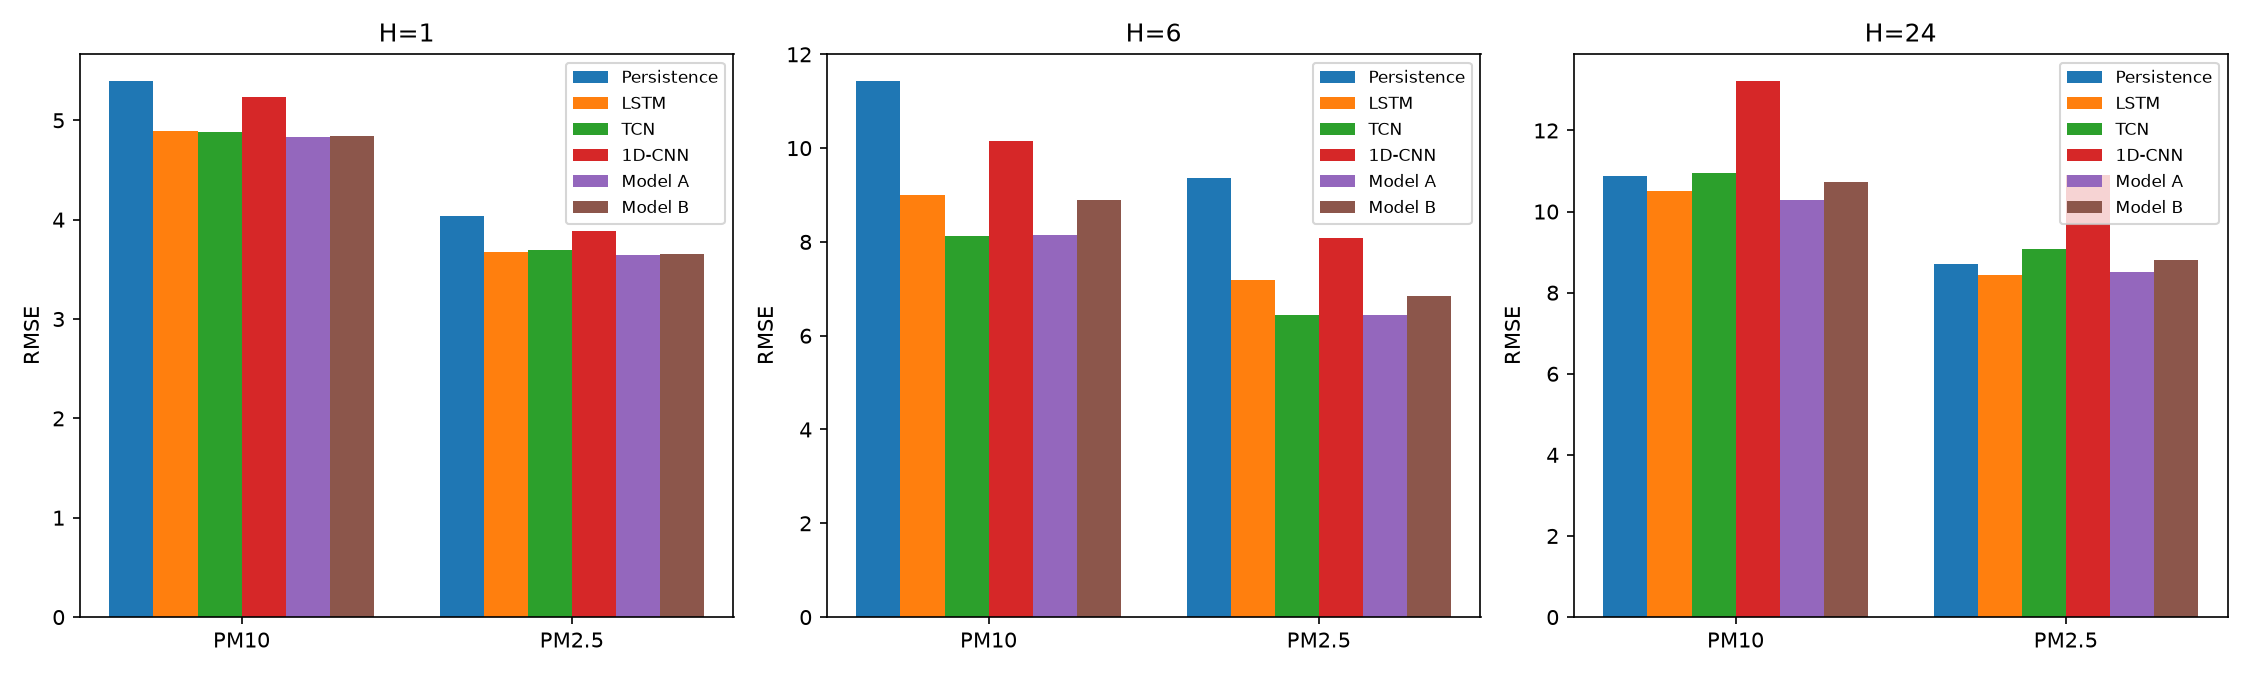 H=1
RMSE
5
4
3
2
1
0
PM10
PM2.5
Persistence
LSTM
TCN
1D-CNN
Model A
Model B
H=6
RMSE
12
10
8
6
4
2
0
PM10
PM2.5
Persistence
LSTM
TCN
1D-CNN
Model A
Model B
H=24
RMSE
12
10
8
6
4
2
0
PM10
PM2.5
Persistence
LSTM
TCN
1D-CNN
Model A
Model B